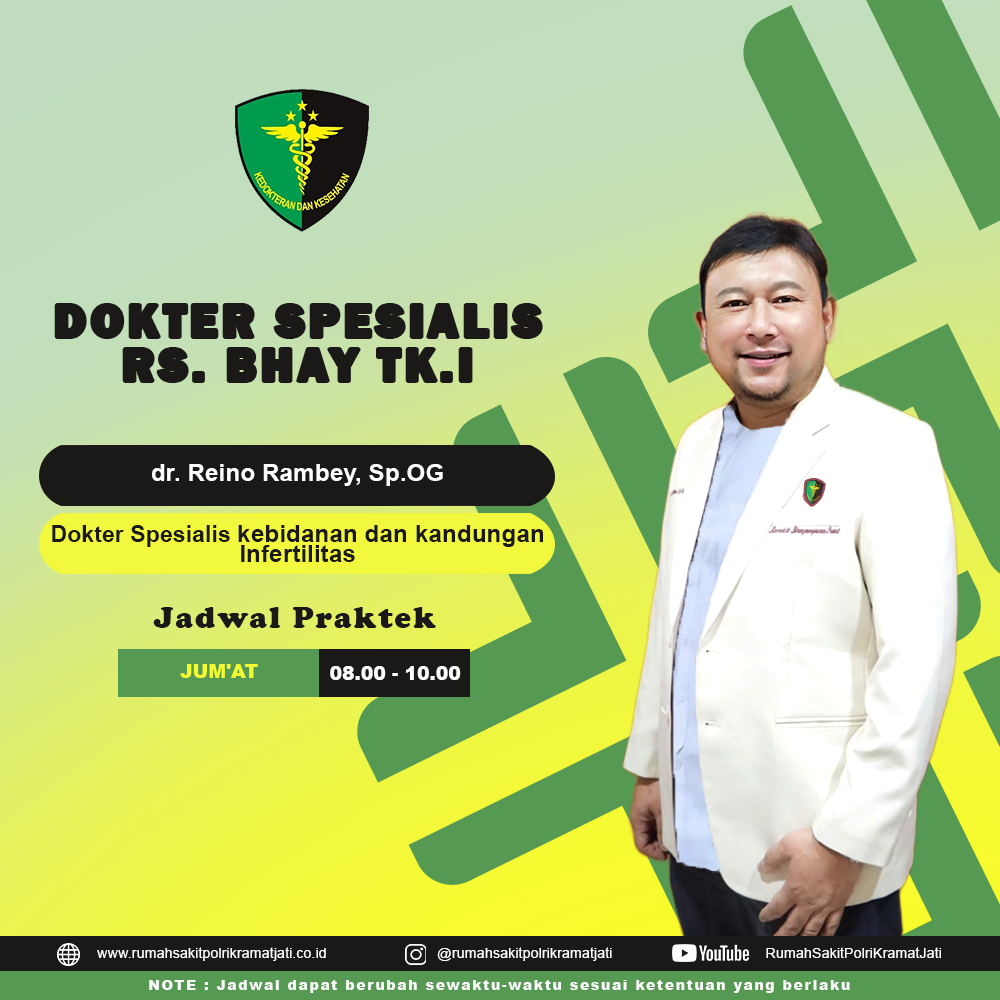 KEDOKTERAN DAN KESEHATAN
DOKTER SPESIALIS
RS. BHAY TK.I
dr. Reino Rambey, Sp.OG
Dokter Spesialis kebidanan dan kandungan
Infertilitas
Jadwal Praktek
JUM'AT 08.00 - 10.00
www.rumahsakitpolrikramatjati.co.id @rumahsakitpolrikramatjati YouTube RumahSakitPolriKramatJati
NOTE : Jadwal dapat berubah sewaktu-waktu sesuai ketentuan yang berlaku